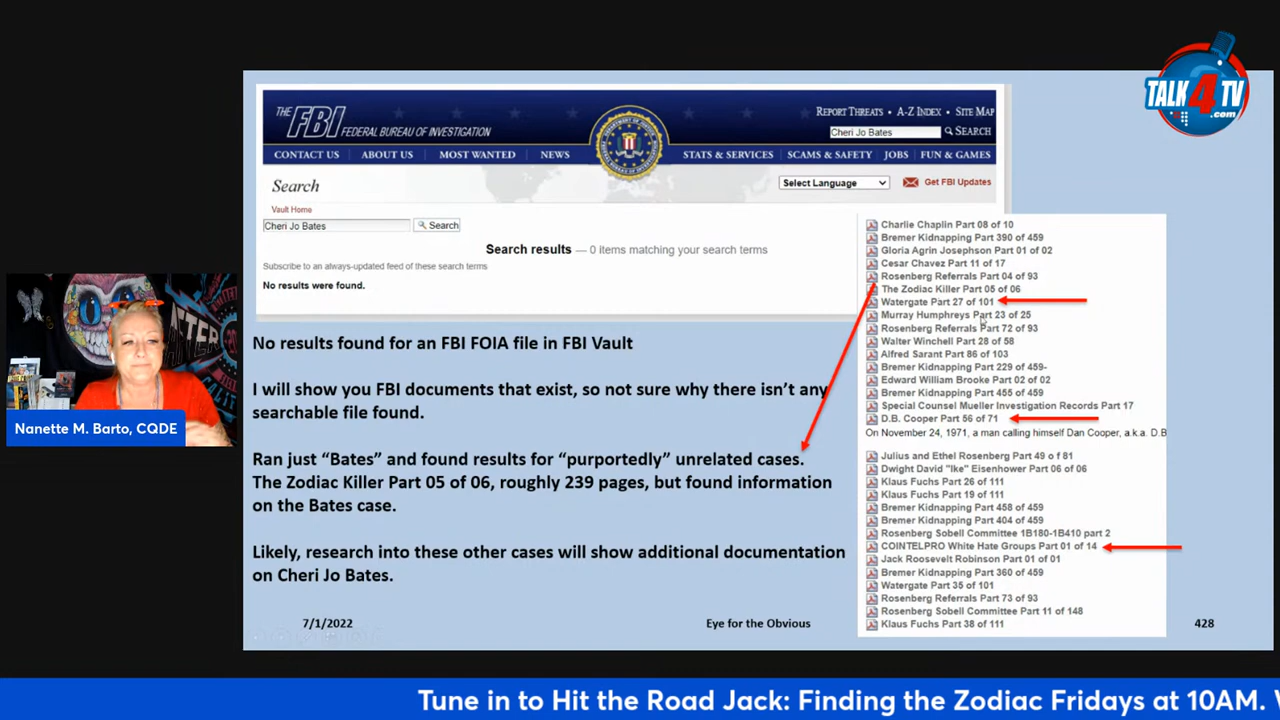 TALK 4 TV
.com
THE FBI FEDERAL BUREAU OF INVESTIGATION
REPORT THREATS • A-Z INDEX • SITE MAP
Cheri Jo Bates SEARCH
CONTACT US ABOUT US MOST WANTED NEWS STATS & SERVICES SCAMS & SAFETY JOBS FUN & GAMES
Search
Select Language Get FBI Updates
Vault Home
Cheri Jo Bates Search
Search results — 0 items matching your search terms
Subscribe to an always-updated feed of these search terms
No results were found.
Charlie Chaplin Part 08 of 10
Bremer Kidnapping Part 390 of 459
Gloria Agrin Josephson Part 01 of 02
Cesar Chavez Part 11 of 17
Rosenberg Referrals Part 04 of 93
The Zodiac Killer Part 05 of 06
Watergate Part 27 of 101
Murray Humphreys Part 23 of 25
Rosenberg Referrals Part 72 of 93
Walter Winchell Part 28 of 58
Alfred Sarant Part 86 of 103
Bremer Kidnapping Part 229 of 459-
Edward William Brooke Part 02 of 02
Bremer Kidnapping Part 455 of 459
Special Counsel Mueller Investigation Records Part 17
D.B. Cooper Part 56 of 71
On November 24, 1971, a man calling himself Dan Cooper, a.k.a. D.B
Julius and Ethel Rosenberg Part 49 o f 81
Dwight David "Ike" Eisenhower Part 06 of 06
Klaus Fuchs Part 26 of 111
Klaus Fuchs Part 19 of 111
Bremer Kidnapping Part 458 of 459
Bremer Kidnapping Part 404 of 459
Rosenberg Sobell Committee 1B180-1B410 part 2
COINTELPRO White Hate Groups Part 01 of 14
Jack Roosevelt Robinson Part 01 of 01
Bremer Kidnapping Part 360 of 459
Watergate Part 35 of 101
Rosenberg Referrals Part 73 of 93
Rosenberg Sobell Committee Part 11 of 148
Klaus Fuchs Part 38 of 111
No results found for an FBI FOIA file in FBI Vault
I will show you FBI documents that exist, so not sure why there isn't any
searchable file found.
Ran just “Bates” and found results for “purportedly” unrelated cases.
The Zodiac Killer Part 05 of 06, roughly 239 pages, but found information
on the Bates case.
Likely, research into these other cases will show additional documentation
on Cheri Jo Bates.
7/1/2022 Eye for the Obvious 428
AFTER
Nanette M. Barto, CQDE
Tune in to Hit the Road Jack: Finding the Zodiac Fridays at 10AM.